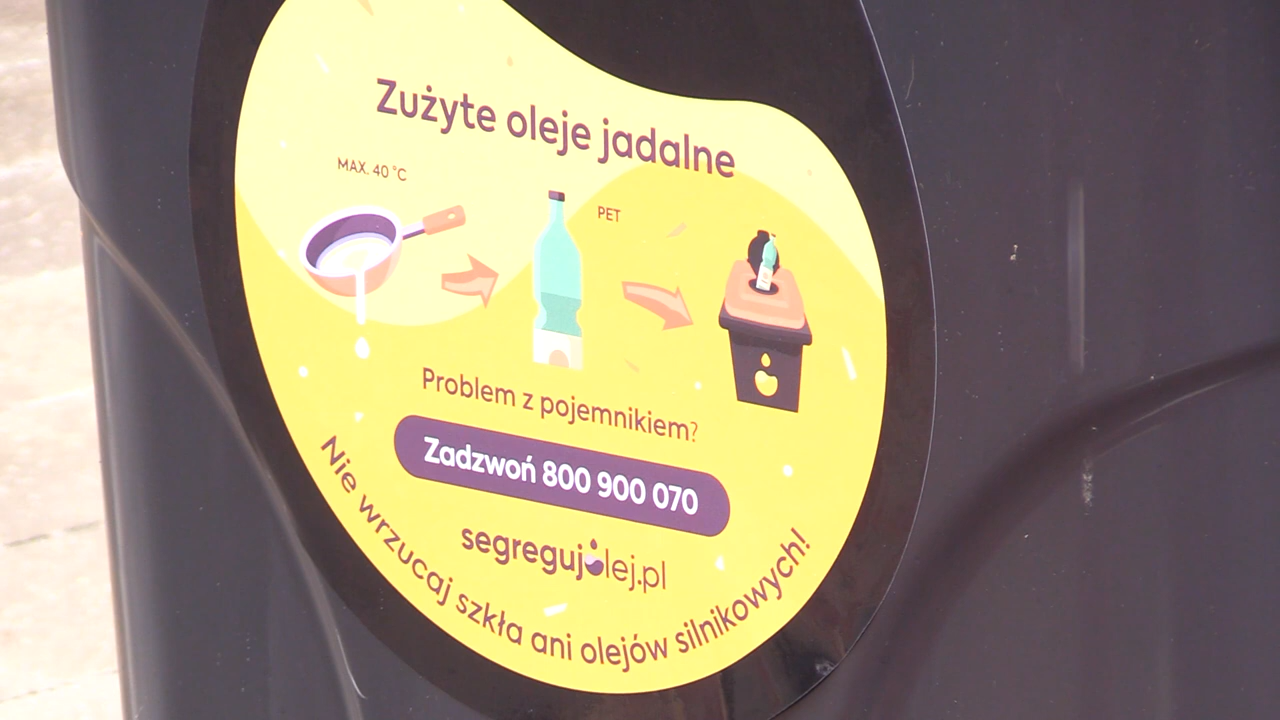 Zużyte oleje jadalne
MAX. 40 °C
PET
Problem z pojemnikiem?
Zadzwoń 800 900 070
segregujolej.pl
Nie wrzucaj szkła ani olejów silnikowych!